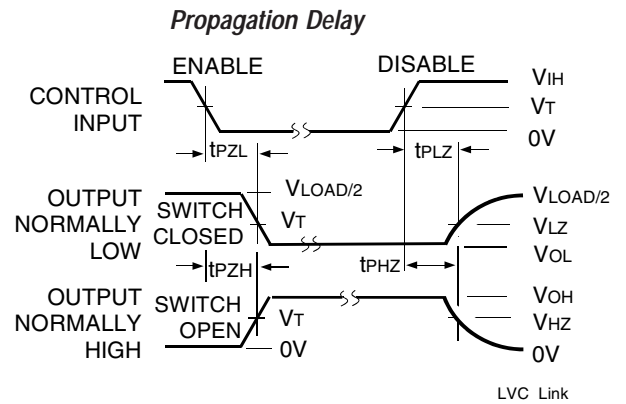 Propagation Delay
ENABLE
DISABLE
CONTROL
INPUT
VIH
VT
0V
tPZL
tPLZ
OUTPUT
NORMALLY
LOW
SWITCH
CLOSED
VLOAD/2
VT
VLOAD/2
VLZ
VOL
tPZH
tPHZ
OUTPUT
NORMALLY
HIGH
SWITCH
OPEN
VT
0V
VOH
VHZ
0V
LVC Link